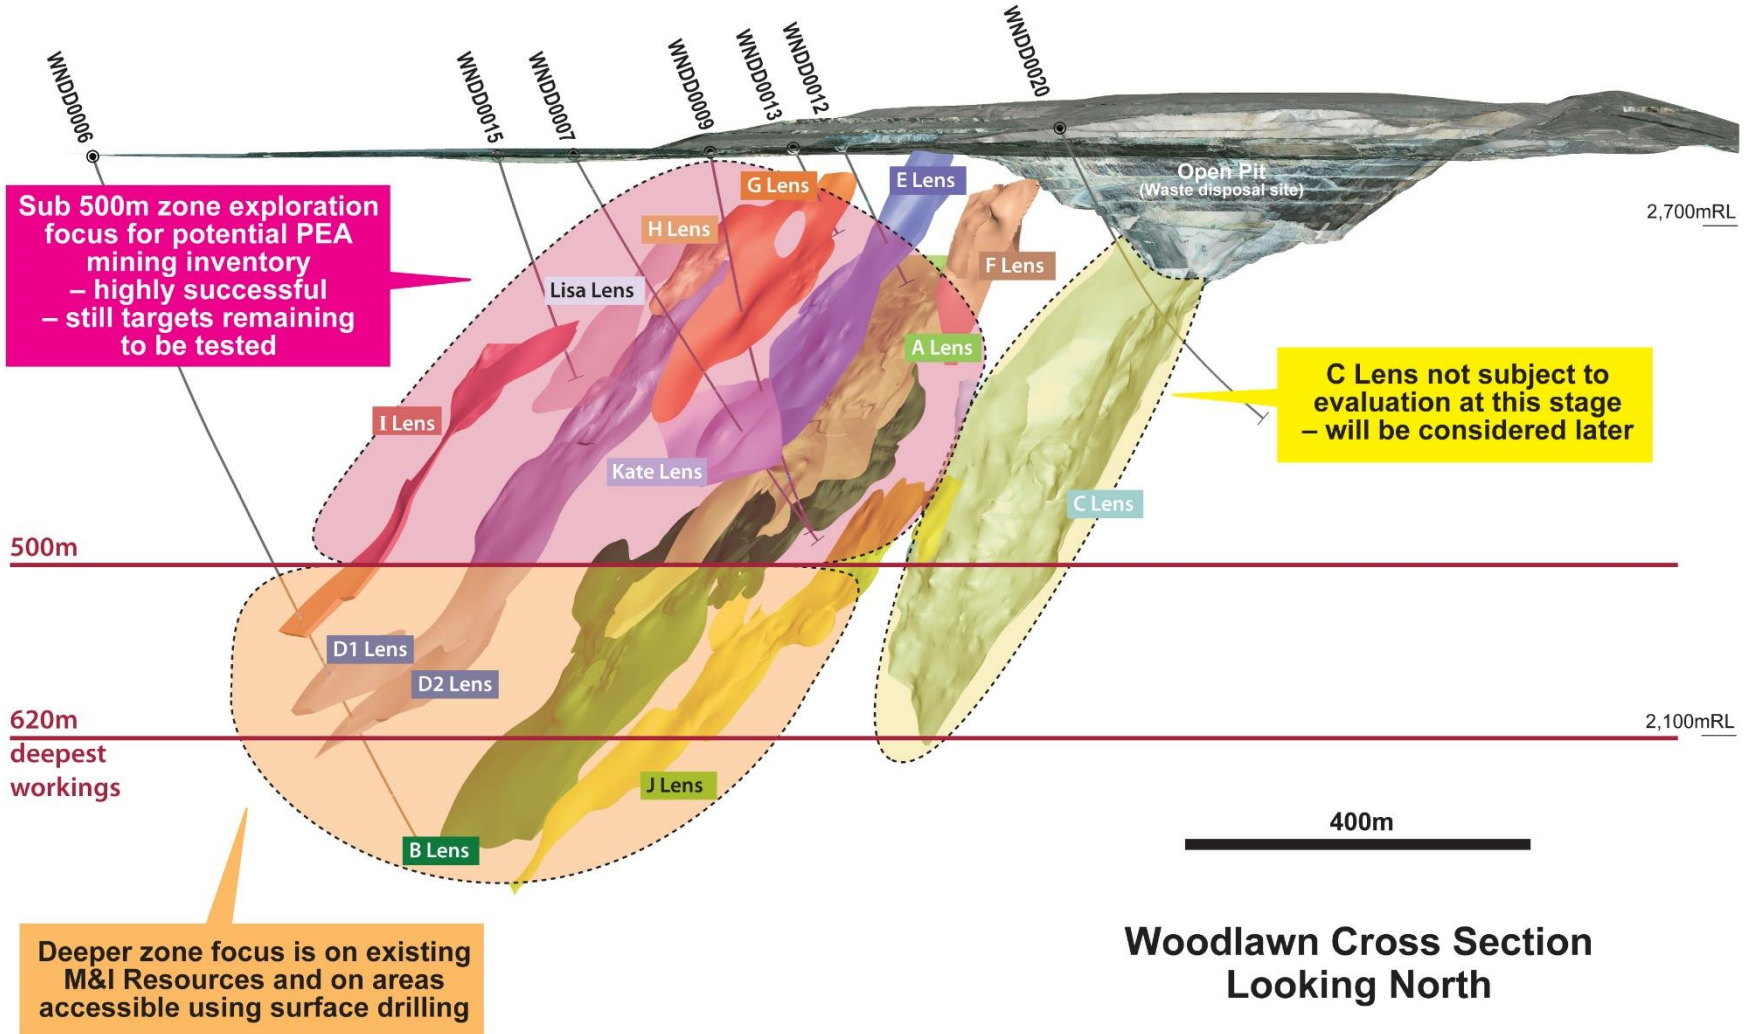 WNDD0006
WNDD0015
WNDD0007
WNDD0009
WNDD0013
WNDD0012
WNDD0020
Open Pit
(Waste disposal site)
2,700mRL
Sub 500m zone exploration
focus for potential PEA
mining inventory
– highly successful
– still targets remaining
to be tested
G Lens
E Lens
H Lens
F Lens
Lisa Lens
A Lens
I Lens
Kate Lens
C Lens not subject to
evaluation at this stage
– will be considered later
C Lens
500m
D1 Lens
D2 Lens
620m
deepest
workings
2,100mRL
J Lens
B Lens
400m
Deeper zone focus is on existing
M&I Resources and on areas
accessible using surface drilling
Woodlawn Cross Section
Looking North